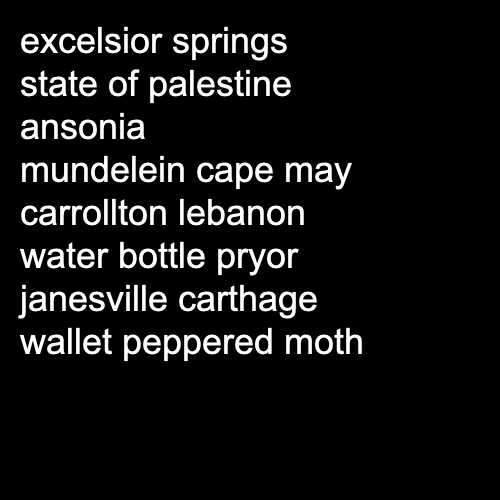 excelsior springs
state of palestine
ansonia
mundelein cape may
carrollton lebanon
water bottle pryor
janesville carthage
wallet peppered moth